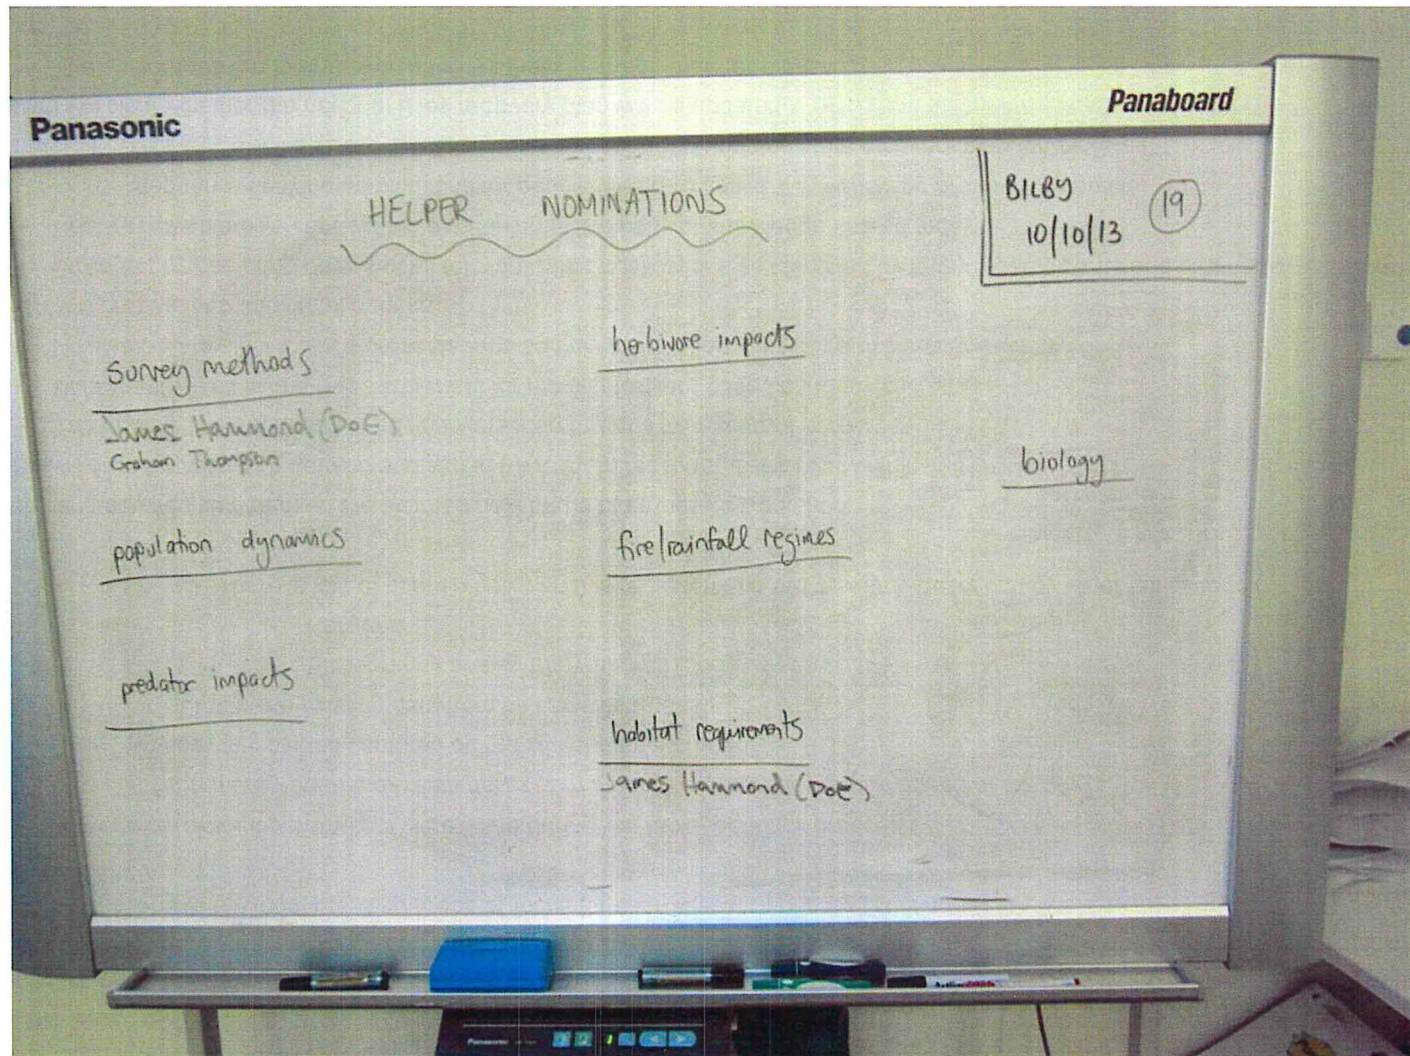 Panasonic
Panaboard
HELPER NOMINATIONS
BILBY
10/10/13
19
Survey methods
James Hammond (DoE)
Graham Thompson
population dynamics
predator impacts
herbivore impacts
fire/rainfall regimes
habitat requirements
James Hammond (DoE)
biology
Panasonic